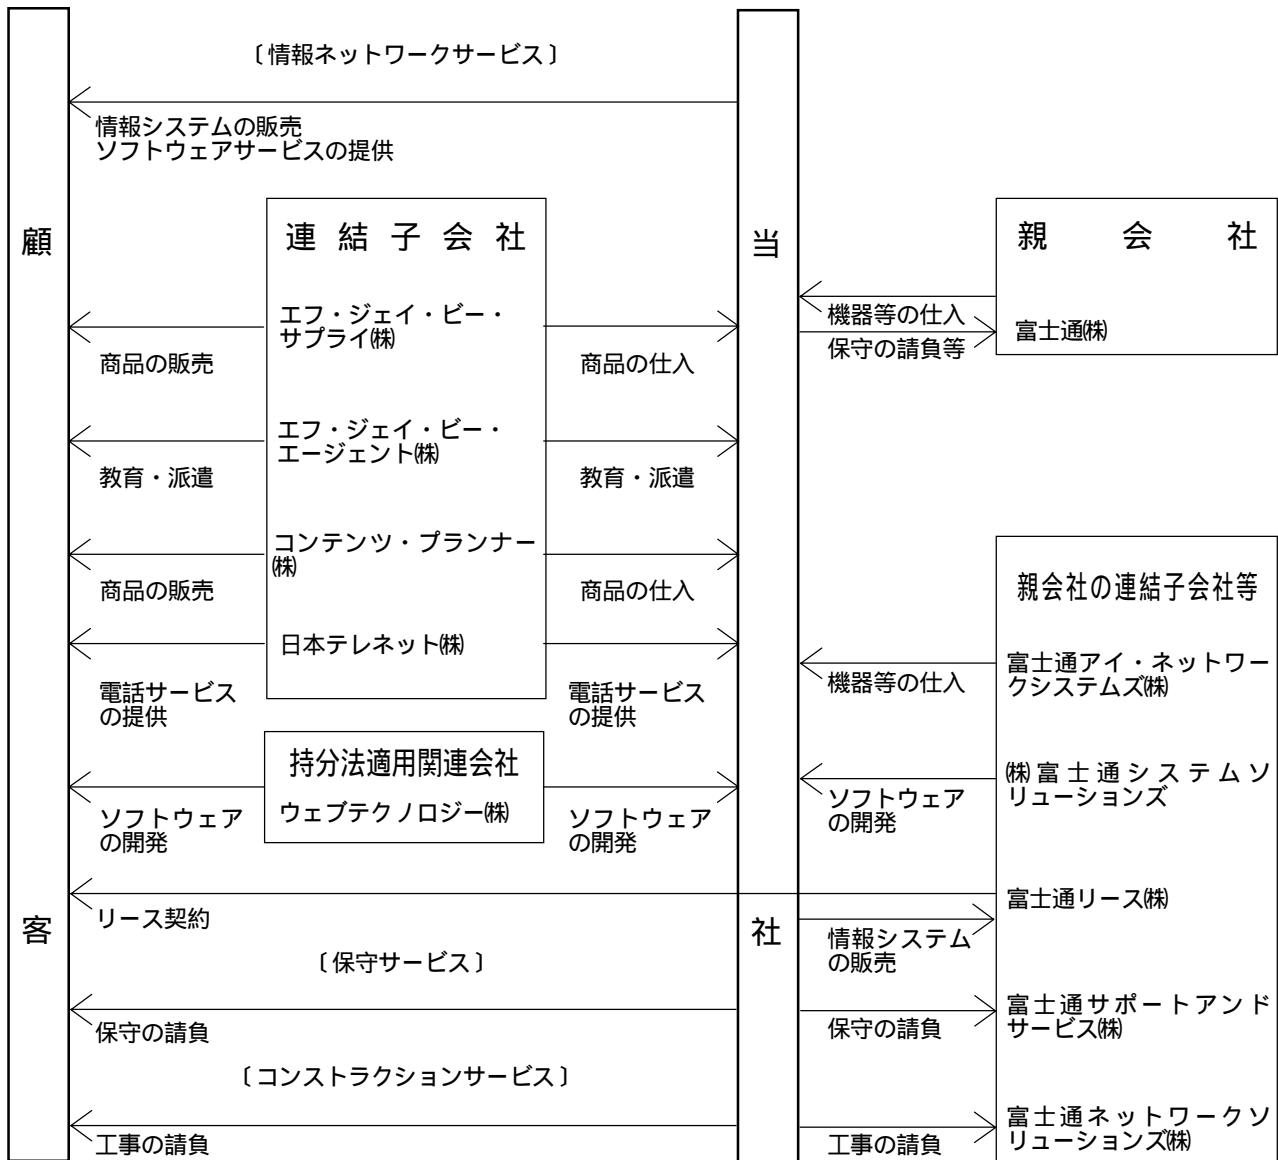 〔情報ネットワークサービス〕
情報システムの販売
ソフトウェアサービスの提供
顧
客
連結子会社
エフ・ジェイ・ビー・
サプライ㈱
商品の販売
商品の仕入
エフ・ジェイ・ビー・
エージェント㈱
教育・派遣
教育・派遣
コンテンツ・プランナー
㈱
商品の販売
商品の仕入
日本テレネット㈱
電話サービス
の提供
電話サービス
の提供
持分法適用関連会社
ウェブテクノロジー㈱
ソフトウェア
の開発
ソフトウェア
の開発
リース契約
〔保守サービス〕
保守の請負
〔コンストラクションサービス〕
工事の請負
当
社
親会社
機器等の仕入
保守の請負等
富士通㈱
親会社の連結子会社等
富士通アイ・ネットワー
クシステムズ㈱
機器等の仕入
㈱富士通システムソ
リューションズ
ソフトウェア
の開発
富士通リース㈱
情報システム
の販売
富士通サポートアンド
サービス㈱
保守の請負
富士通ネットワークソ
リューションズ㈱
工事の請負